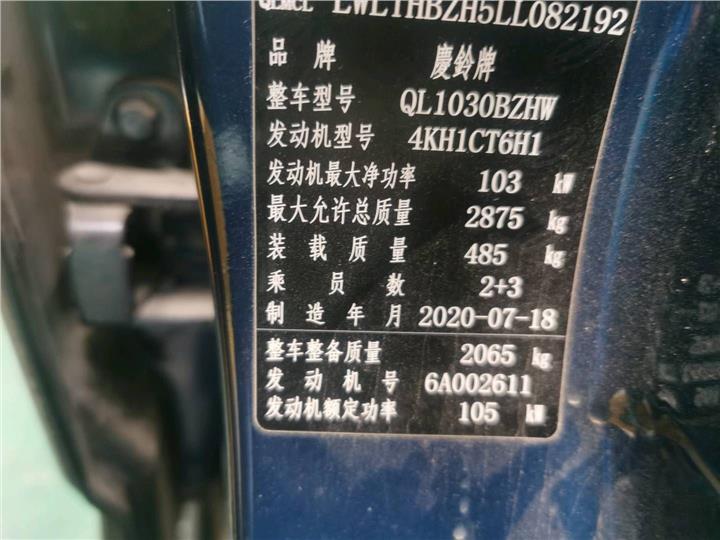 LWLTHBZH5LL082192
品牌 慶鈴牌
整车型号 QL1030BZHW
发动机型号 4KH1CT6H1
发动机最大净功率 103 kW
最大允许总质量 2875 kg
装载质量 485 kg
乘员数 2+3
制造年月 2020-07-18
整车整备质量 2065 kg
发动机号 6A002611
发动机额定功率 105 kW